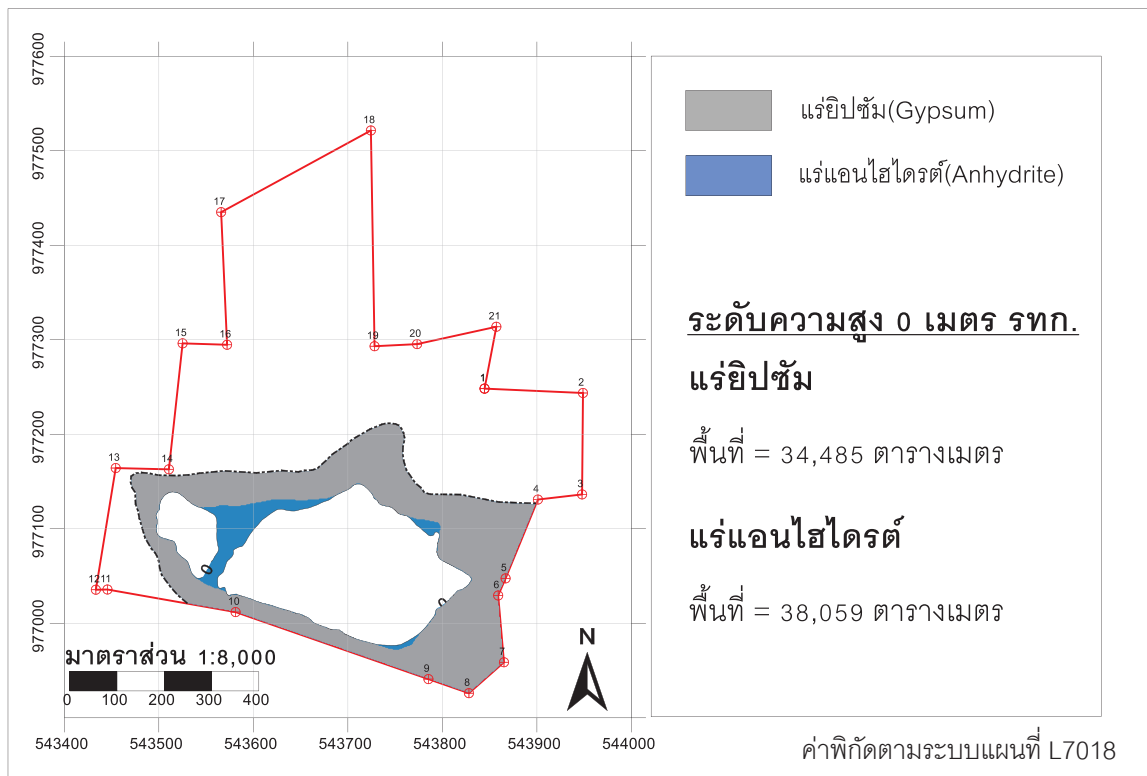 977600
977500
977400
977300
977200
977100
977000
18
17
15
16
19
20
21
1
2
13
14
4
3
5
6
12
11
10
7
9
8
0
0
มาตราส่วน 1:8,000
0 100 200 300 400
N
543400 543500 543600 543700 543800 543900 544000
แร่ยิปซัม(Gypsum)
แร่แอนไฮไดรต์(Anhydrite)
ระดับความสูง 0 เมตร รทก.
แร่ยิปซัม
พื้นที่ = 34,485 ตารางเมตร
แร่แอนไฮไดรต์
พื้นที่ = 38,059 ตารางเมตร
ค่าพิกัดตามระบบแผนที่ L7018